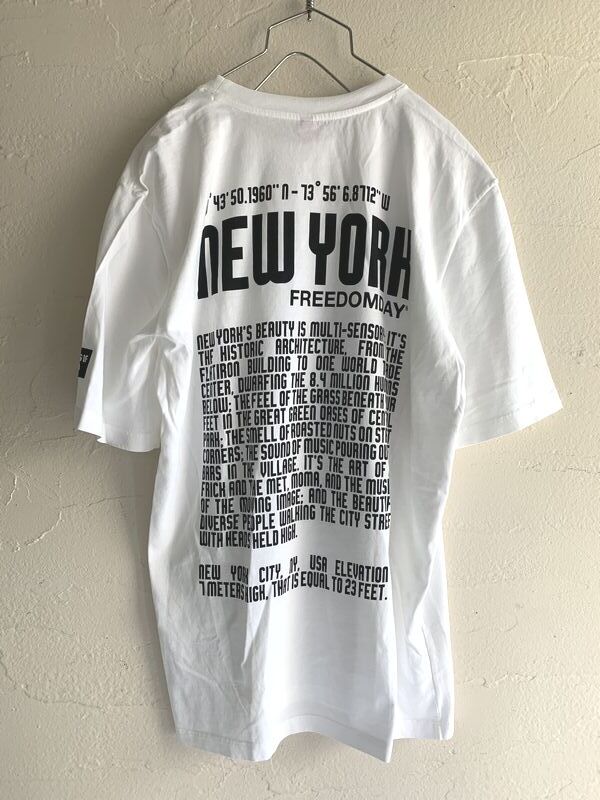 ° 43' 50.1960" N - 73° 56' 6.8712" W
NEW YORK
FREEDOMDAY
NEW YORK'S BEAUTY IS MULTI-SENSORY. IT'S
THE HISTORIC ARCHITECTURE, FROM THE
FLATIRON BUILDING TO ONE WORLD TRADE
CENTER, DWARFING THE 8.4 MILLION HUMANS
BELOW; THE FEEL OF THE GRASS BENEATH YOUR
FEET IN THE GREAT GREEN OASES OF CENTRAL
PARK; THE SMELL OF ROASTED NUTS ON STREET
CORNERS; THE SOUND OF MUSIC POURING OUT
BARS IN THE VILLAGE. IT'S THE ART OF
FRICK AND THE MET, MOMA, AND THE MUSEUM
OF THE MOVING IMAGE; AND THE BEAUTY
DIVERSE PEOPLE WALKING THE CITY STREETS
WITH HEADS HELD HIGH.
NEW YORK CITY, NY, USA ELEVATION
7 METERS HIGH, THAT IS EQUAL TO 23 FEET.
OF